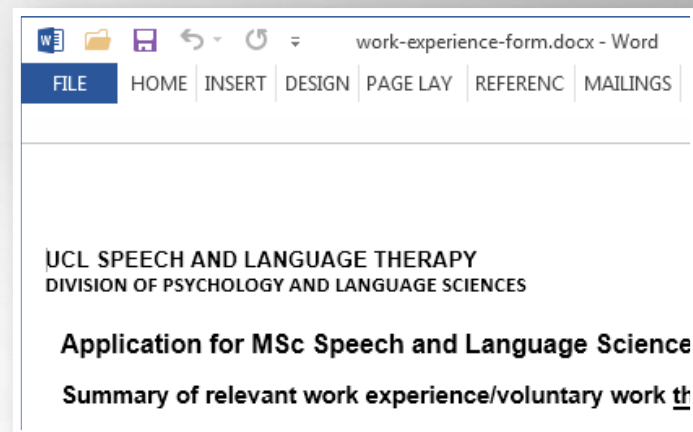 work-experience-form.docx - Word
FILE HOME INSERT DESIGN PAGE LAY REFERENC MAILINGS
UCL SPEECH AND LANGUAGE THERAPY
DIVISION OF PSYCHOLOGY AND LANGUAGE SCIENCES
Application for MSc Speech and Language Science
Summary of relevant work experience/voluntary work th